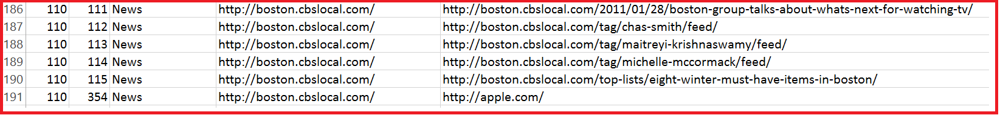 186 110 111 News http://boston.cbslocal.com/ http://boston.cbslocal.com/2011/01/28/boston-group-talks-about-whats-next-for-watching-tv/
187 110 112 News http://boston.cbslocal.com/ http://boston.cbslocal.com/tag/chas-smith/feed/
188 110 113 News http://boston.cbslocal.com/ http://boston.cbslocal.com/tag/maitreyi-krishnaswamy/feed/
189 110 114 News http://boston.cbslocal.com/ http://boston.cbslocal.com/tag/michelle-mccormack/feed/
190 110 115 News http://boston.cbslocal.com/ http://boston.cbslocal.com/top-lists/eight-winter-must-have-items-in-boston/
191 110 354 News http://boston.cbslocal.com/ http://apple.com/